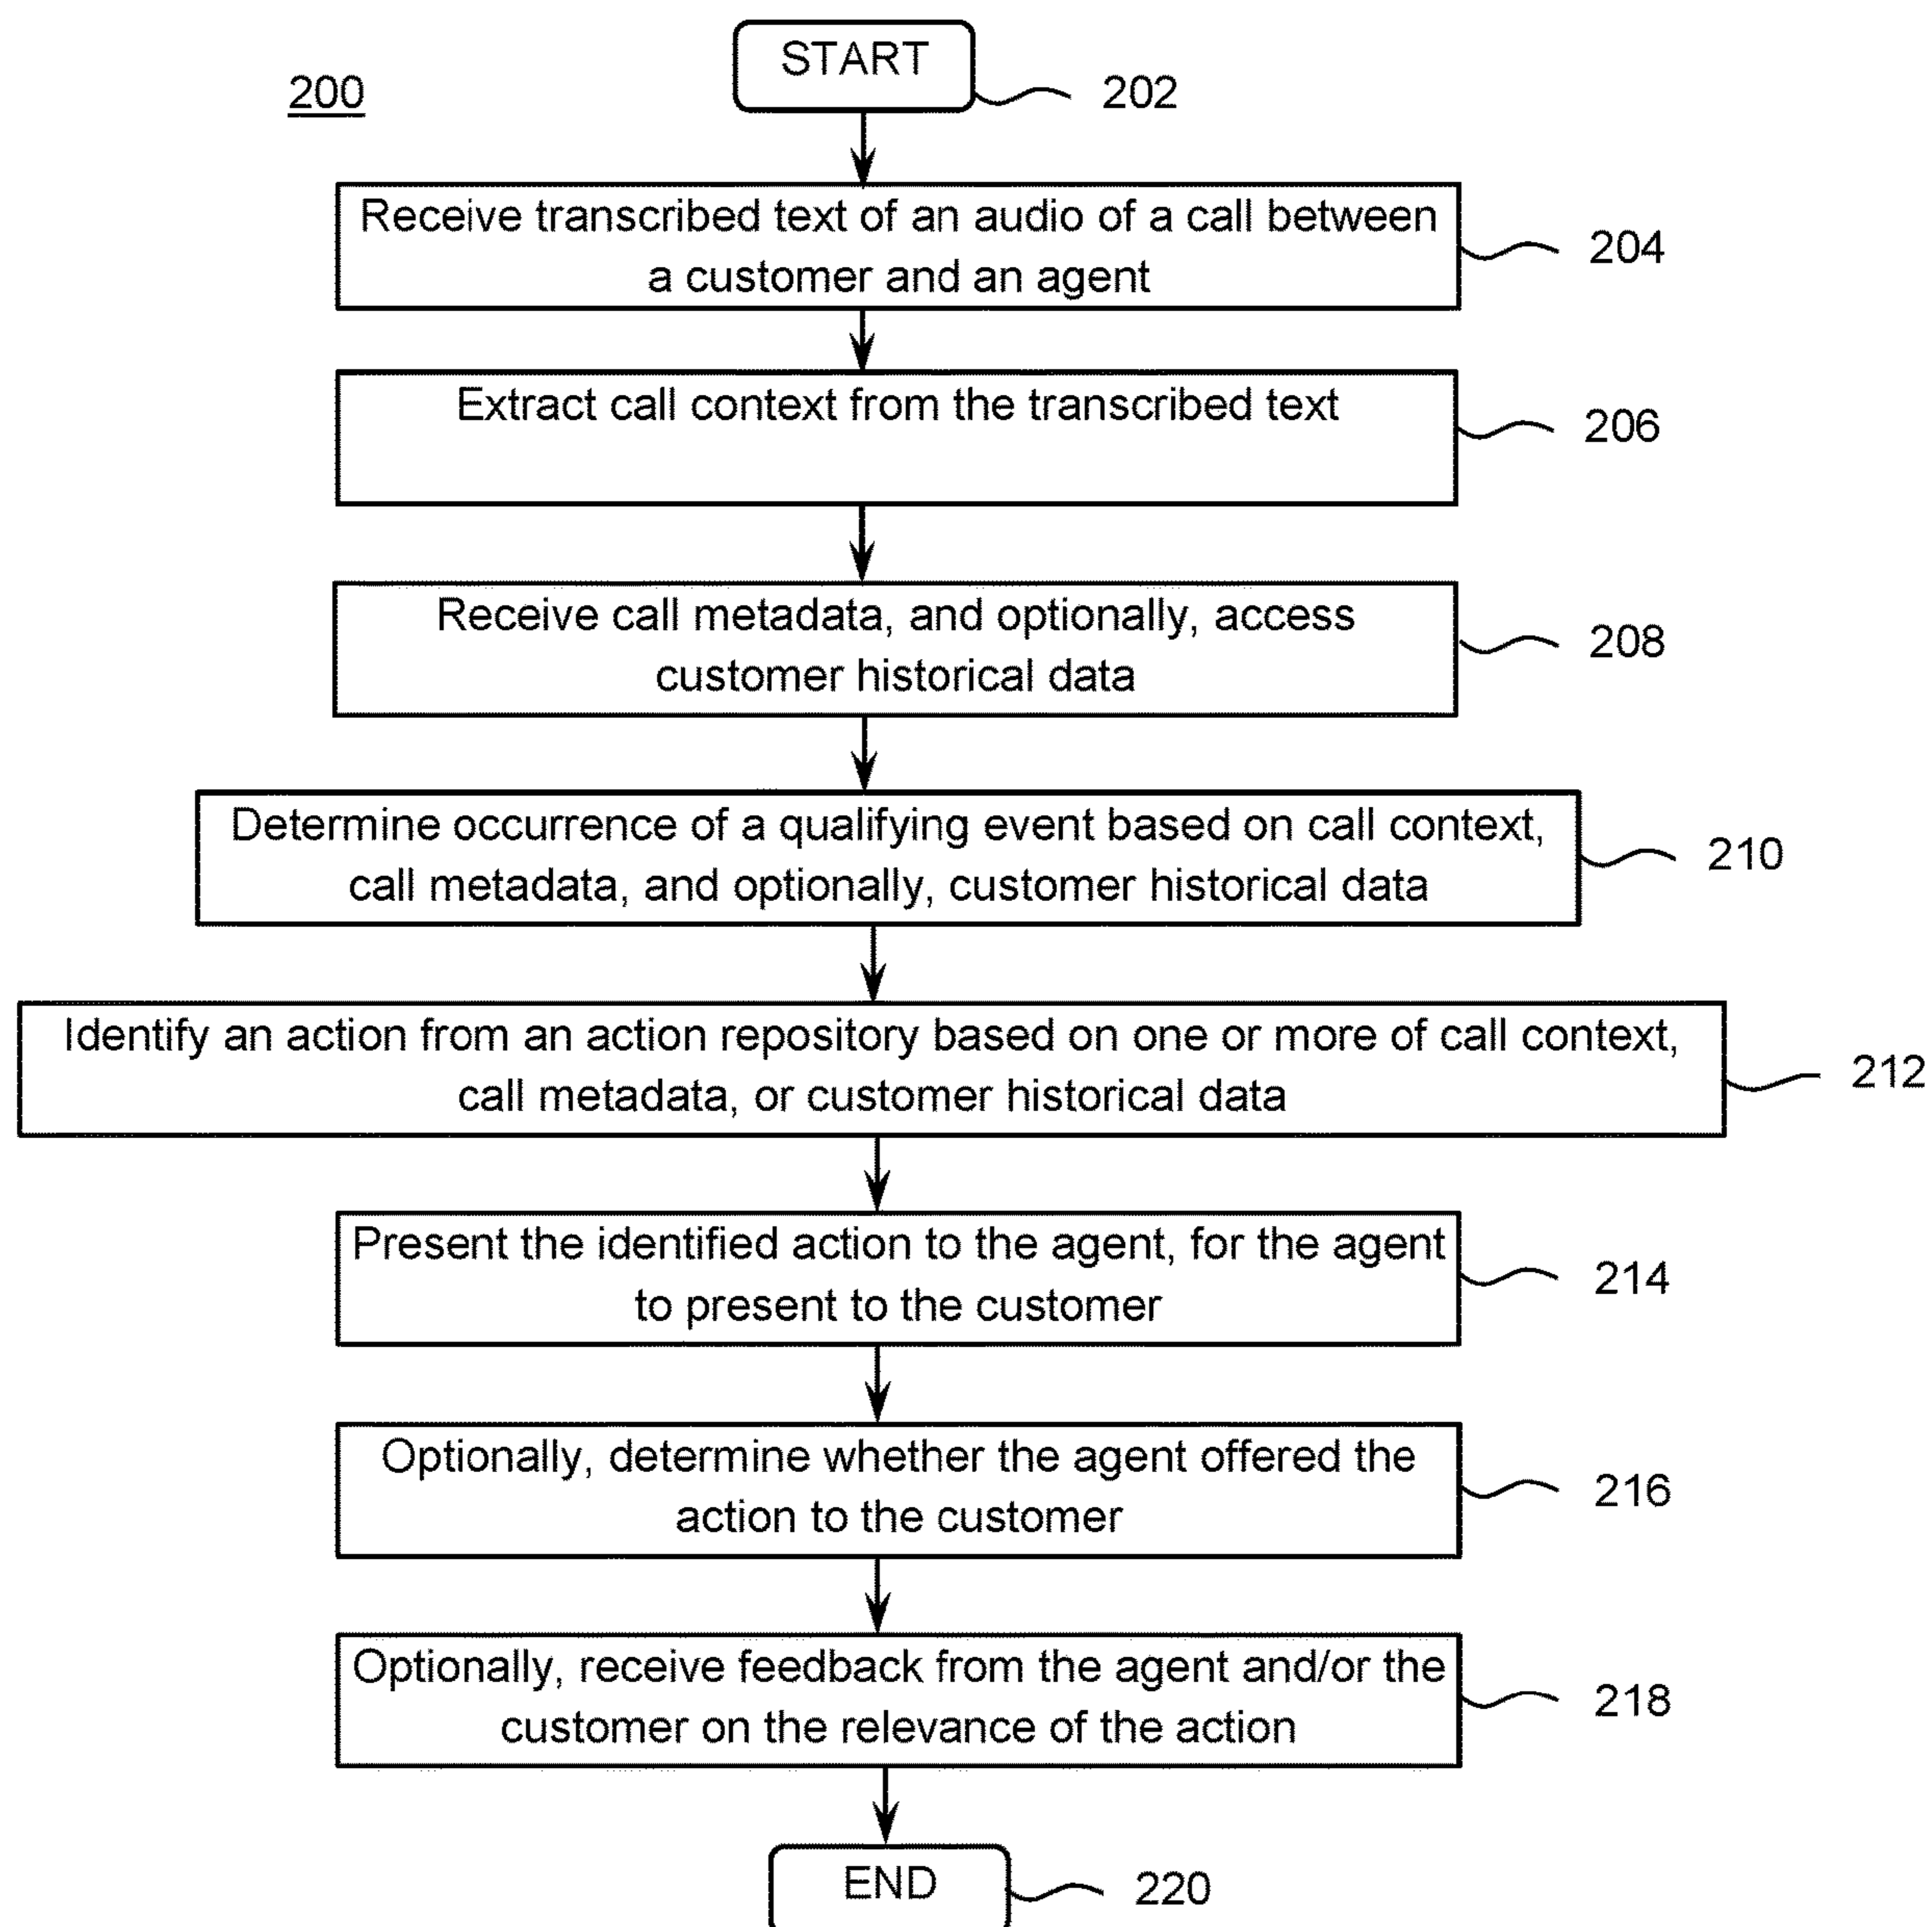 START
200
202
Receive transcribed text of an audio of a call between
a customer and an agent
204
Extract call context from the transcribed text
206
Receive call metadata, and optionally, access
customer historical data
208
Determine occurrence of a qualifying event based on call context,
call metadata, and optionally, customer historical data
210
Identify an action from an action repository based on one or more of call context,
call metadata, or customer historical data
212
Present the identified action to the agent, for the agent
to present to the customer
214
Optionally, determine whether the agent offered the
action to the customer
216
Optionally, receive feedback from the agent and/or the
customer on the relevance of the action
218
END
220